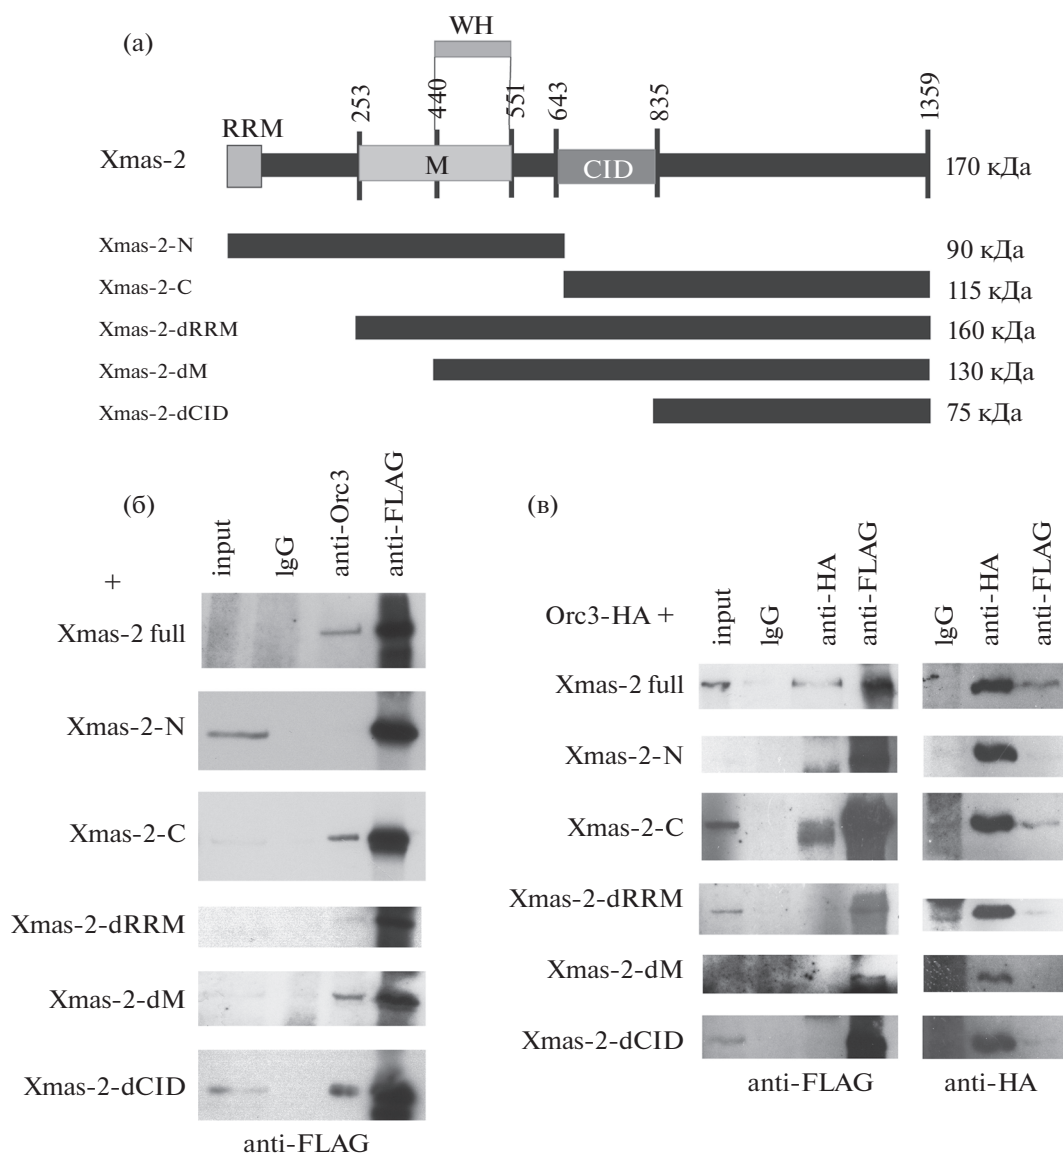 (а)
WH
253
440
551
643
835
1359
RRM
Xmas-2
M
CID
170 кДа
Xmas-2-N
90 кДа
Xmas-2-C
115 кДа
Xmas-2-dRRM
160 кДа
Xmas-2-dM
130 кДа
Xmas-2-dCID
75 кДа
(б)
input
lgG
anti-Orc3
anti-FLAG
+
Xmas-2 full
Xmas-2-N
Xmas-2-C
Xmas-2-dRRM
Xmas-2-dM
Xmas-2-dCID
anti-FLAG
(в)
input
lgG
anti-HA
anti-FLAG
lgG
anti-HA
anti-FLAG
Orc3-HA +
Xmas-2 full
Xmas-2-N
Xmas-2-C
Xmas-2-dRRM
Xmas-2-dM
Xmas-2-dCID
anti-FLAG
anti-HA